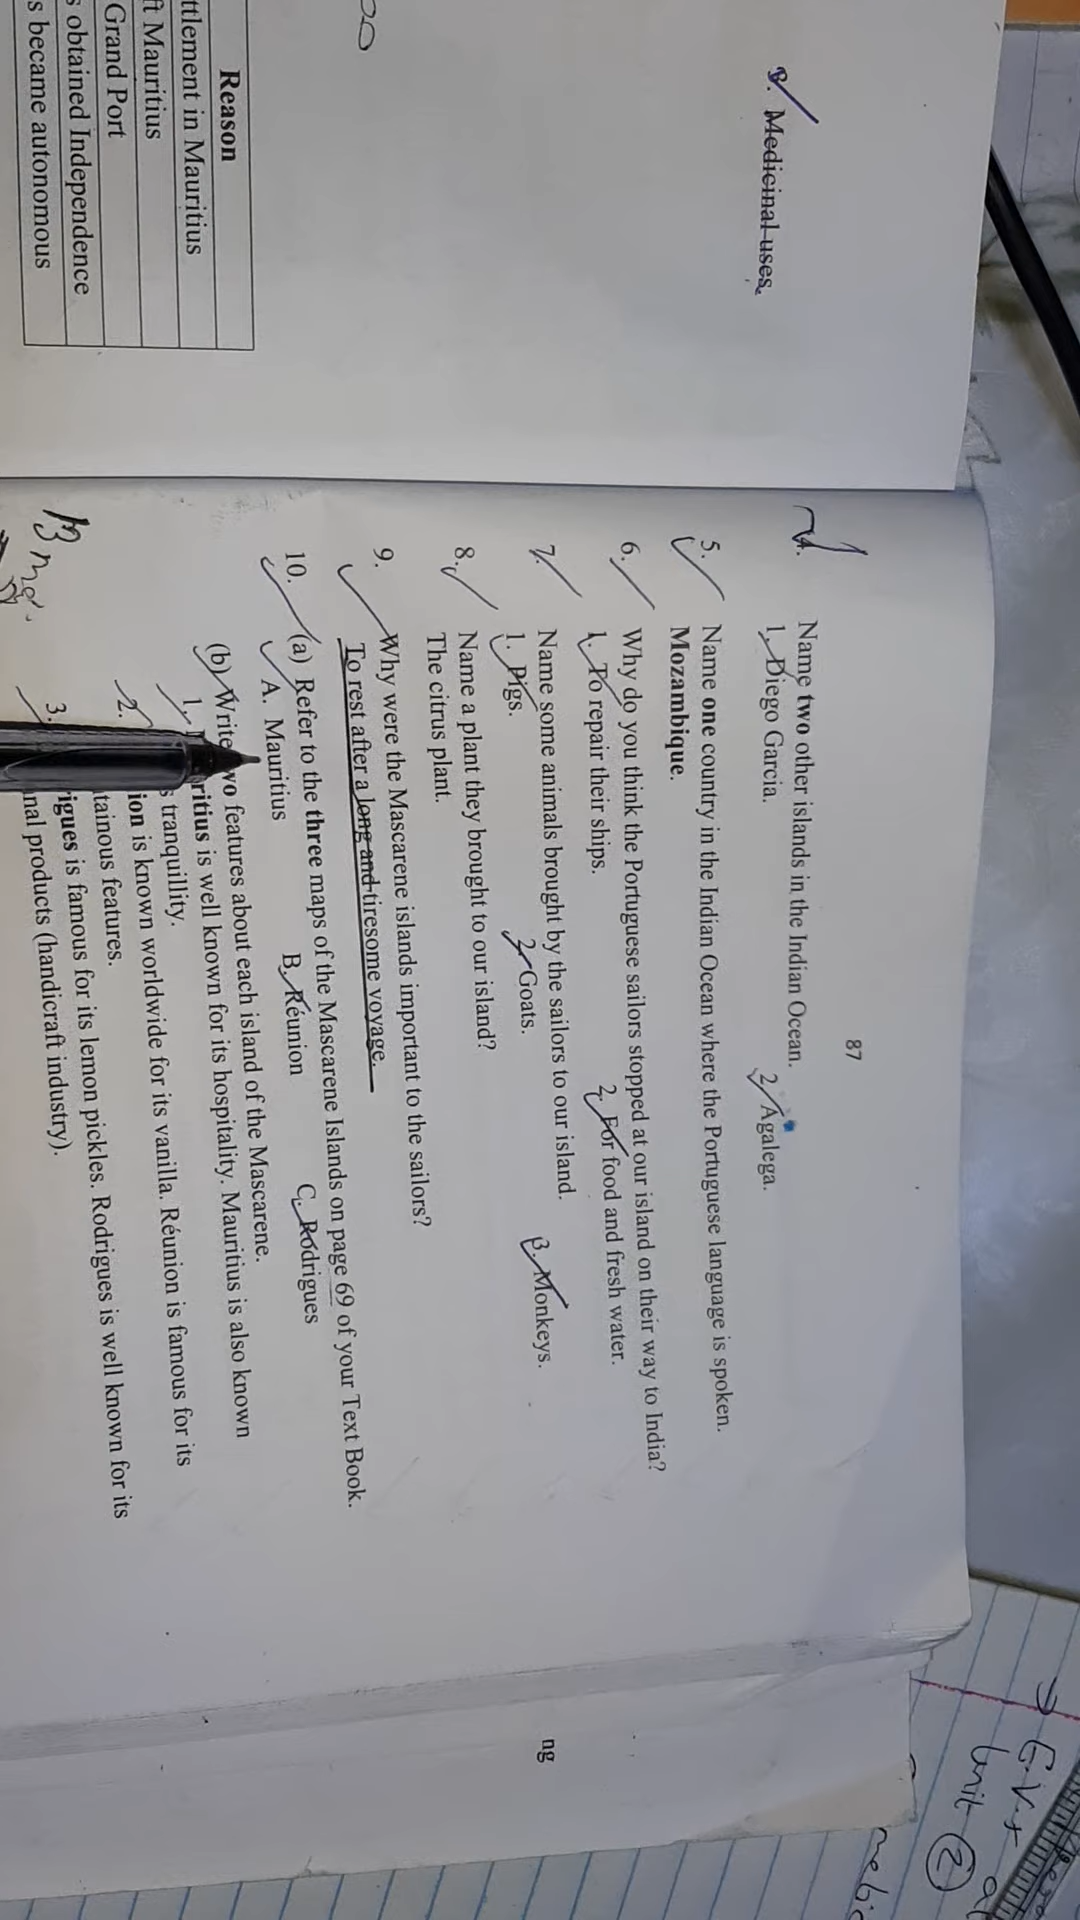 8. Medicinal uses.
Reason
ttlement in Mauritius
ft Mauritius
Grand Port
s obtained Independence
s became autonomous
87
Name two other islands in the Indian Ocean.
1. Diego Garcia. 2. Agalega.
5. Name one country in the Indian Ocean where the Portuguese language is spoken.
Mozambique.
6. Why do you think the Portuguese sailors stopped at our island on their way to India?
1. To repair their ships. 2. For food and fresh water.
7. Name some animals brought by the sailors to our island.
1. Pigs. 2. Goats. 3. Monkeys.
8. Name a plant they brought to our island?
The citrus plant.
9. Why were the Mascarene islands important to the sailors?
To rest after a long and tiresome voyage.
10. (a) Refer to the three maps of the Mascarene Islands on page 69 of your Text Book.
A. Mauritius B. Réunion C. Rodrigues
(b) Write wo features about each island of the Mascarene.
1. ritius is well known for its hospitality. Mauritius is also known
s tranquillity.
2. ion is known worldwide for its vanilla. Réunion is famous for its
tainous features.
3. igues is famous for its lemon pickles. Rodrigues is well known for its
nal products (handicraft industry).
ng
Unit 2